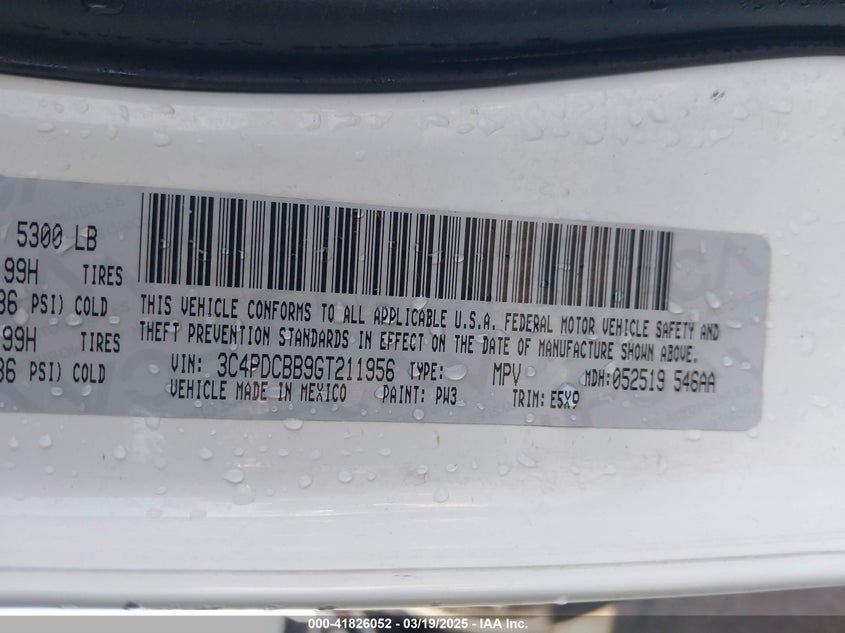 5300 LB
99H TIRES
36 PSI) COLD
99H TIRES
36 PSI) COLD
THIS VEHICLE CONFORMS TO ALL APPLICABLE U.S.A. FEDERAL MOTOR VEHICLE SAFETY AND
THEFT PREVENTION STANDARDS IN EFFECT ON THE DATE OF MANUFACTURE SHOWN ABOVE.
VIN: 3C4PDCBB9GT211956 TYPE: MPV MDH:052519 546AA
VEHICLE MADE IN MEXICO PAINT: PW3 TRIM: E5X9
000-41826052 - 03/19/2025 - IAA Inc.